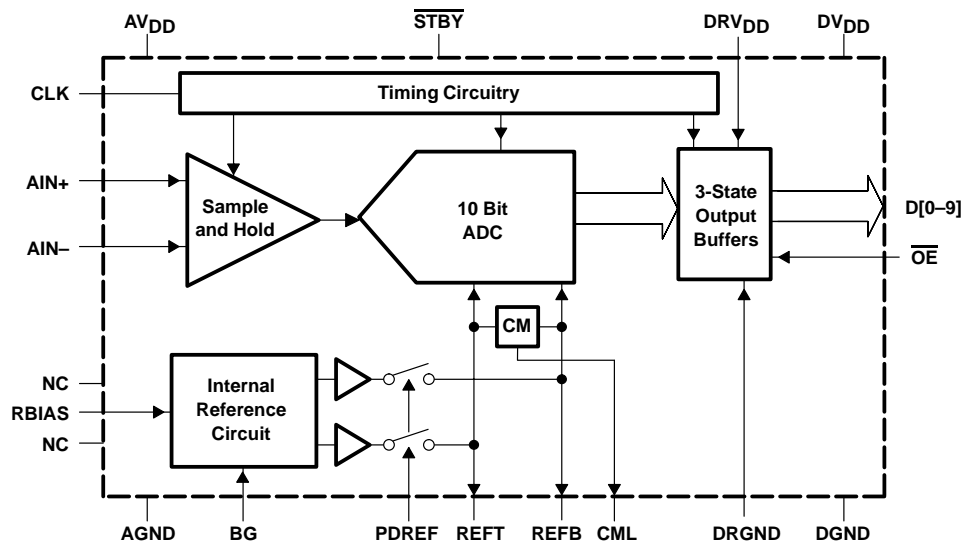 AVDD STBY DRVDD DVDD
CLK Timing Circuitry
AIN+
AIN–
Sample
and Hold
10 Bit
ADC
3-State
Output
Buffers
D[0–9]
OE
CM
NC
RBIAS
NC
Internal
Reference
Circuit
AGND BG PDREF REFT REFB CML DRGND DGND